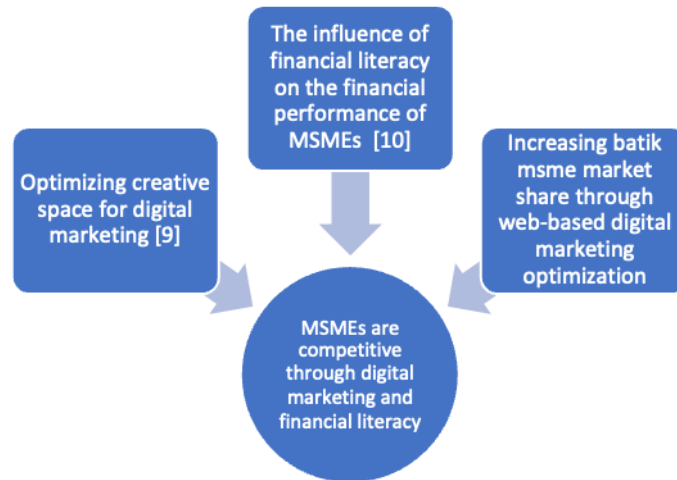 The influence of
financial literacy
on the financial
performance of
MSMEs [10]
Optimizing creative
space for digital
marketing [9]
Increasing batik
msme market
share through
web-based digital
marketing
optimization
MSMEs are
competitive
through digital
marketing and
financial literacy